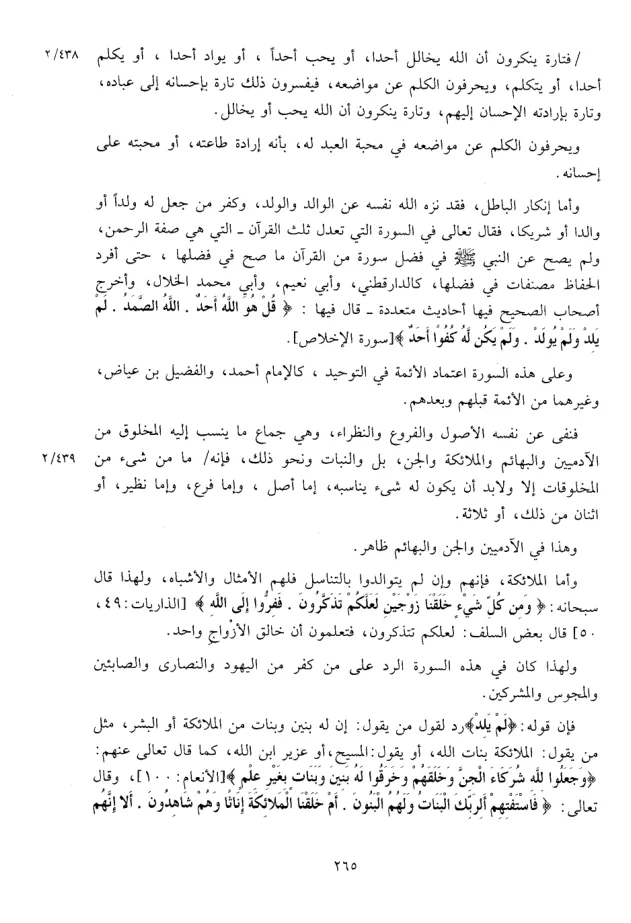 / فتارة ينكرون أن الله يخالل أحدا، أو يحب أحداً ، أو يواد أحدا ، أو يكلم ٢/٤٣٨
أحدا، أو يتكلم، ويحرفون الكلم عن مواضعه، فيفسرون ذلك تارة بإحسانه إلى عباده،
وتارة بإرادته الإحسان إليهم، وتارة ينكرون أن الله يحب أو يخالل.
ويحرفون الكلم عن مواضعه في محبة العبد له، بأنه إرادة طاعته، أو محبته على
إحسانه.
وأما إنكار الباطل، فقد نزه الله نفسه عن الوالد والولد، وكفر من جعل له ولداً أو
والدا أو شريكا، فقال تعالى في السورة التي تعدل ثلث القرآن ـ التي هي صفة الرحمن،
ولم يصح عن النبي ﷺ في فضل سورة من القرآن ما صح في فضلها ، حتى أفرد
الحفاظ مصنفات في فضلها، كالدارقطني، وأبي نعيم، وأبي محمد الخلال، وأخرج
أصحاب الصحيح فيها أحاديث متعددة ـ قال فيها : ﴿ قُلْ هُوَ اللَّهُ أَحَدٌ . اللَّهُ الصَّمَدُ . لَمْ
يَلِدْ وَلَمْ يُولَدْ . وَلَمْ يَكُن لَّهُ كُفُوًا أَحَدٌ ﴾[سورة الإخلاص].
وعلى هذه السورة اعتماد الأئمة في التوحيد ، كالإمام أحمد، والفضيل بن عياض،
وغيرهما من الأئمة قبلهم وبعدهم.
فنفى عن نفسه الأصول والفروع والنظراء، وهي جماع ما ينسب إليه المخلوق من
الآدميين والبهائم والملائكة والجن، بل والنبات ونحو ذلك، فإنه/ ما من شىء من ٢/٤٣٩
المخلوقات إلا ولابد أن يكون له شىء يناسبه، إما أصل ، وإما فرع، وإما نظير، أو
اثنان من ذلك، أو ثلاثة.
وهذا في الآدميين والجن والبهائم ظاهر.
وأما الملائكة، فإنهم وإن لم يتوالدوا بالتناسل فلهم الأمثال والأشباه، ولهذا قال
سبحانه: ﴿ وَمِن كُلِّ شَيْءٍ خَلَقْنَا زَوْجَيْنِ لَعَلَّكُمْ تَذَكَّرُونَ . فَفِرُّوا إِلَى اللَّهِ ﴾ [الذاريات: ٤٩،
٥٠] قال بعض السلف: لعلكم تتذكرون، فتعلمون أن خالق الأزواج واحد.
ولهذا كان في هذه السورة الرد على من كفر من اليهود والنصارى والصابئين
والمجوس والمشركين.
فإن قوله: ﴿لَمْ يَلِدْ﴾رد لقول من يقول: إن له بنين وبنات من الملائكة أو البشر، مثل
من يقول: الملائكة بنات الله، أو يقول:المسيح،أو عزير ابن الله، كما قال تعالى عنهم:
﴿وَجَعَلُوا لِلَّهِ شُرَكَاءَ الْجِنَّ وَخَلَقَهُمْ وَخَرَقُوا لَهُ بَنِينَ وَبَنَاتٍ بِغَيْرِ عِلْمٍ ﴾[الأنعام: ١٠٠]، وقال
تعالى: ﴿ فَاسْتَفْتِهِمْ أَلِرَبِّكَ الْبَنَاتُ وَلَهُمُ الْبَنُونَ . أَمْ خَلَقْنَا الْمَلَائِكَةَ إِنَاثًا وَهُمْ شَاهِدُونَ . أَلَا إِنَّهُم
٢٦٥